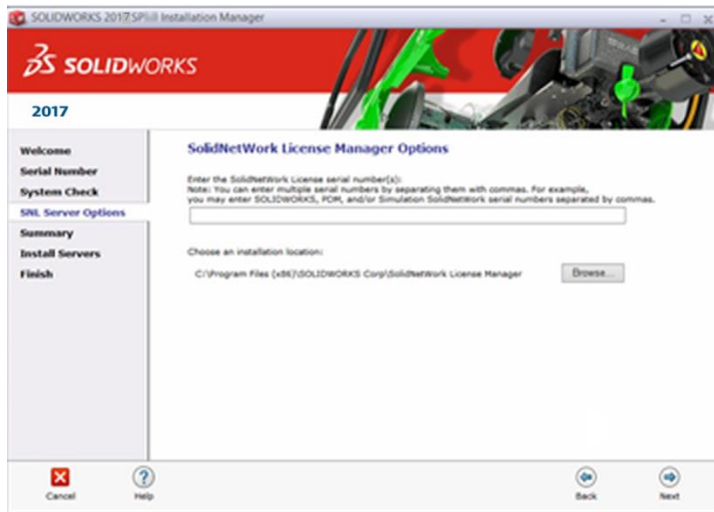 SOLIDWORKS 2017 SP Installation Manager
SOLIDWORKS
2017
Welcome
Serial Number
System Check
SNL Server Options
Summary
Install Servers
Finish
SolidNetWork License Manager Options
Enter the SolidNetWork License serial number(s):
Note: You can enter multiple serial numbers by separating them with commas. For example,
you may enter SOLIDWORKS, PDM, and/or Simulation SolidNetWork serial numbers separated by commas.
Choose an installation location:
C:\Program Files (x86)\SOLIDWORKS Corp\SolidNetWork License Manager
Browse...
Cancel
Help
Back
Next